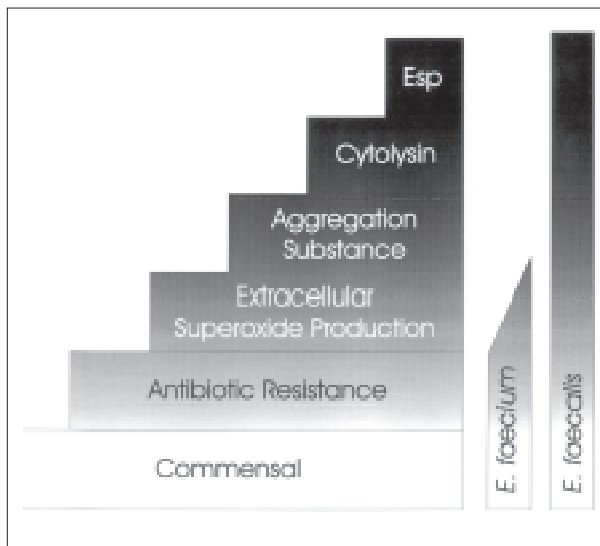 Esp
Cytolysin
Aggregation
Substance
Extracellular
Superoxide Production
Antibiotic Resistance
Commensal
E. faecium
E. faecalis